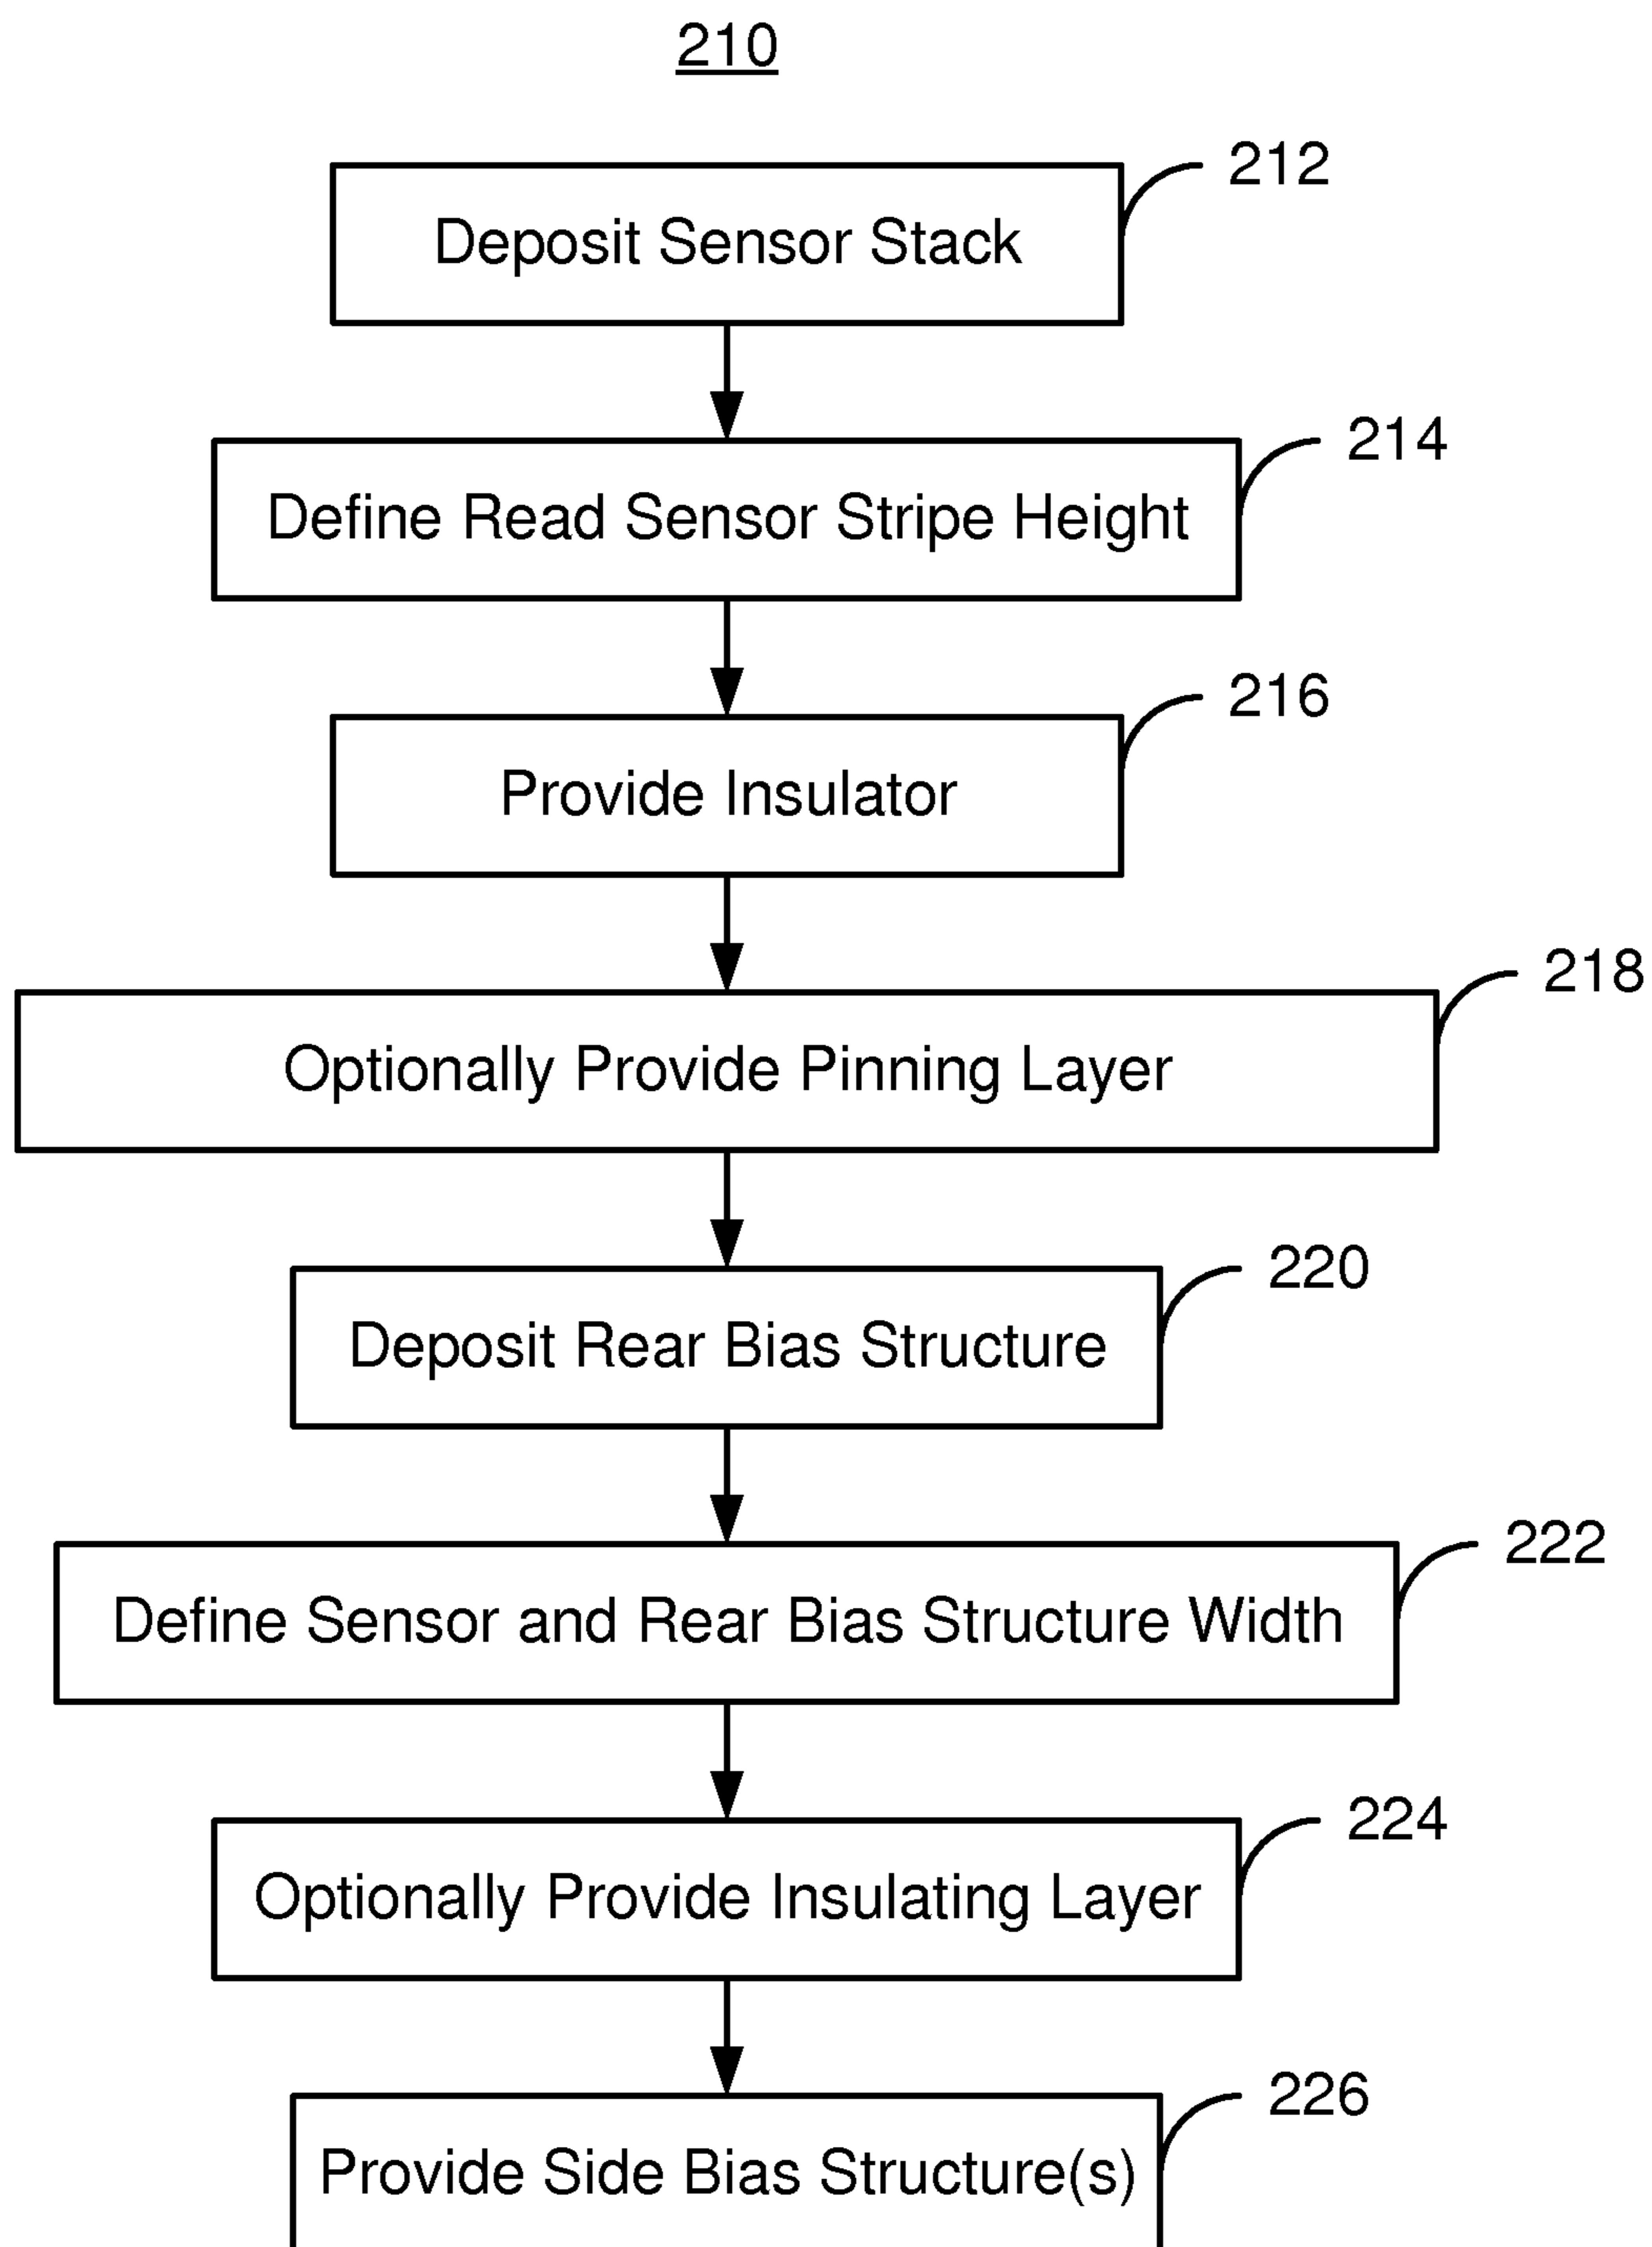 210
212
Deposit Sensor Stack
214
Define Read Sensor Stripe Height
216
Provide Insulator
218
Optionally Provide Pinning Layer
220
Deposit Rear Bias Structure
222
Define Sensor and Rear Bias Structure Width
224
Optionally Provide Insulating Layer
226
Provide Side Bias Structure(s)